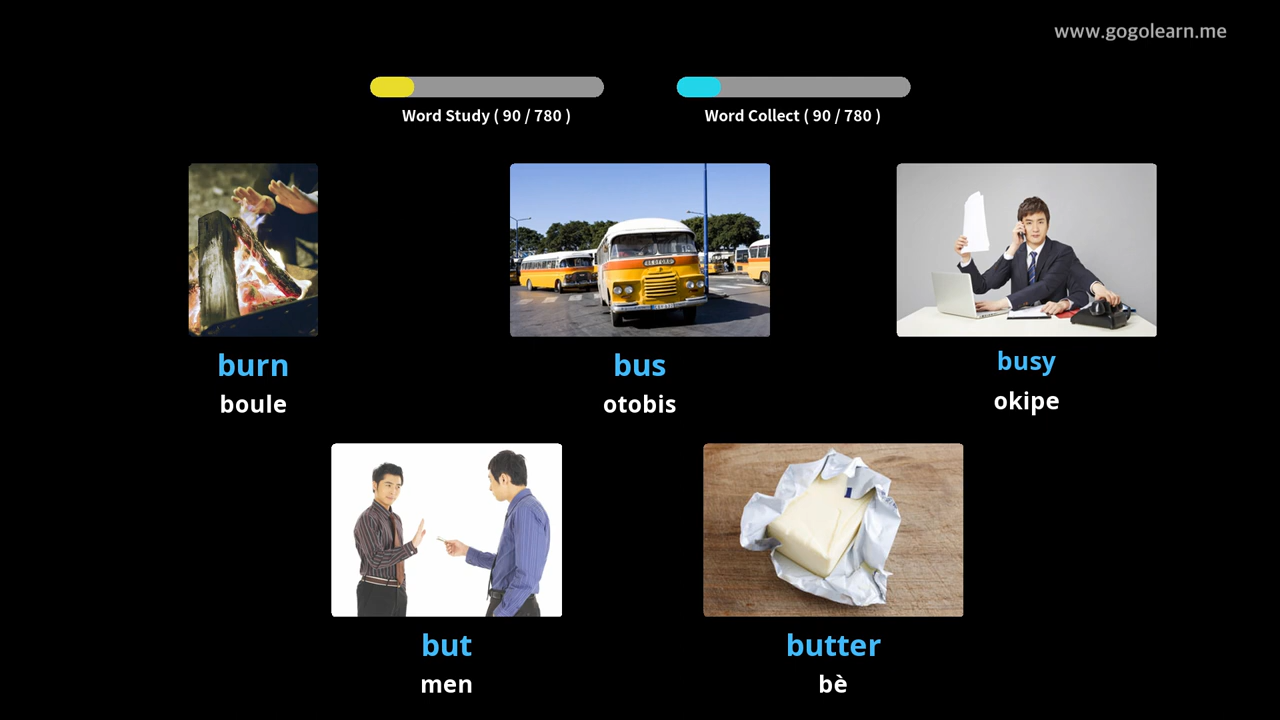 www.gogolearn.me
Word Study ( 90 / 780 )
Word Collect ( 90 / 780 )
burn
boule
bus
otobis
busy
okipe
but
men
butter
bè